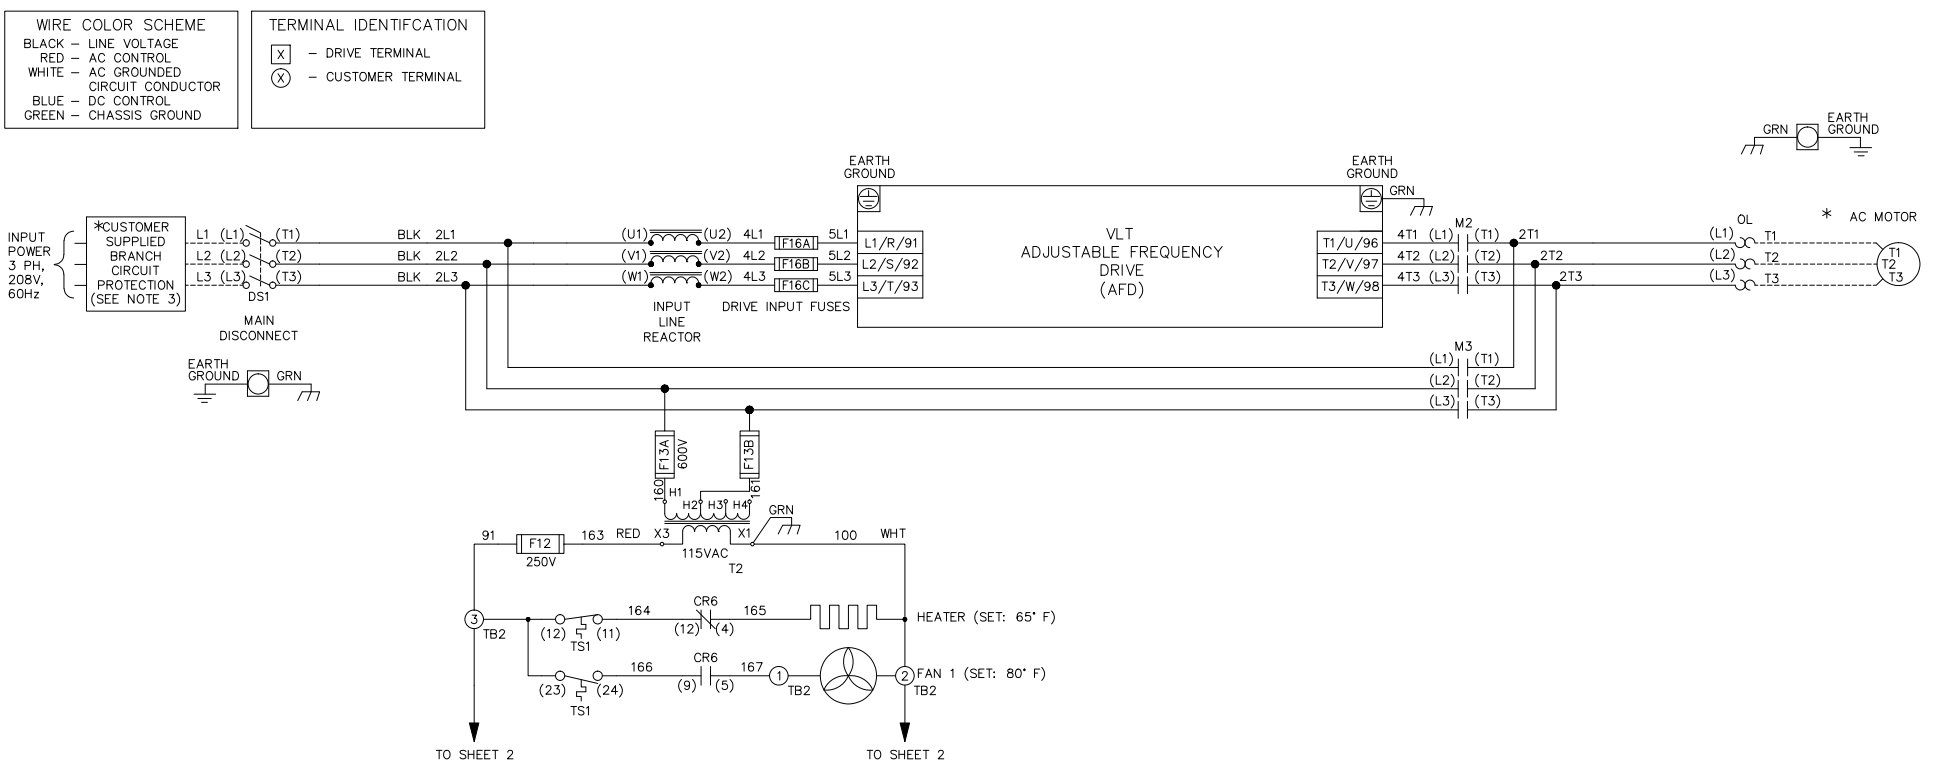 WIRE COLOR SCHEME
BLACK – LINE VOLTAGE
RED – AC CONTROL
WHITE – AC GROUNDED
CIRCUIT CONDUCTOR
BLUE – DC CONTROL
GREEN – CHASSIS GROUND
TERMINAL IDENTIFCATION
X – DRIVE TERMINAL
X – CUSTOMER TERMINAL
GRN
EARTH
GROUND
INPUT
POWER
3 PH,
208V,
60Hz
*CUSTOMER
SUPPLIED
BRANCH
CIRCUIT
PROTECTION
(SEE NOTE 3)
L1 (L1) (T1) BLK 2L1 (U1) (U2) 4L1 F16A 5L1 L1/R/91
L2 (L2) (T2) BLK 2L2 (V1) (V2) 4L2 F16B 5L2 L2/S/92
L3 (L3) (T3) BLK 2L3 (W1) (W2) 4L3 F16C 5L3 L3/T/93
DS1
MAIN
DISCONNECT
INPUT
LINE
REACTOR
DRIVE INPUT FUSES
EARTH
GROUND
VLT
ADJUSTABLE FREQUENCY
DRIVE
(AFD)
EARTH
GROUND
GRN
M2
T1/U/96 4T1 (L1) (T1) 2T1
T2/V/97 4T2 (L2) (T2) 2T2
T3/W/98 4T3 (L3) (T3) 2T3
OL
(L1) T1
(L2) T2
(L3) T3
* AC MOTOR
T1
T2
T3
EARTH
GROUND
GRN
M3
(L1) (T1)
(L2) (T2)
(L3) (T3)
F13A
600V
F13B
160
161
H1
H2
H3
H4
GRN
91
F12
250V
163
RED
X3
X1
115VAC
T2
100
WHT
3
TB2
(12) (11)
TS1
164
CR6
(12) (4)
165
HEATER (SET: 65° F)
(23) (24)
TS1
166
CR6
(9) (5)
167
1
TB2
2
TB2
FAN 1 (SET: 80° F)
TO SHEET 2
TO SHEET 2